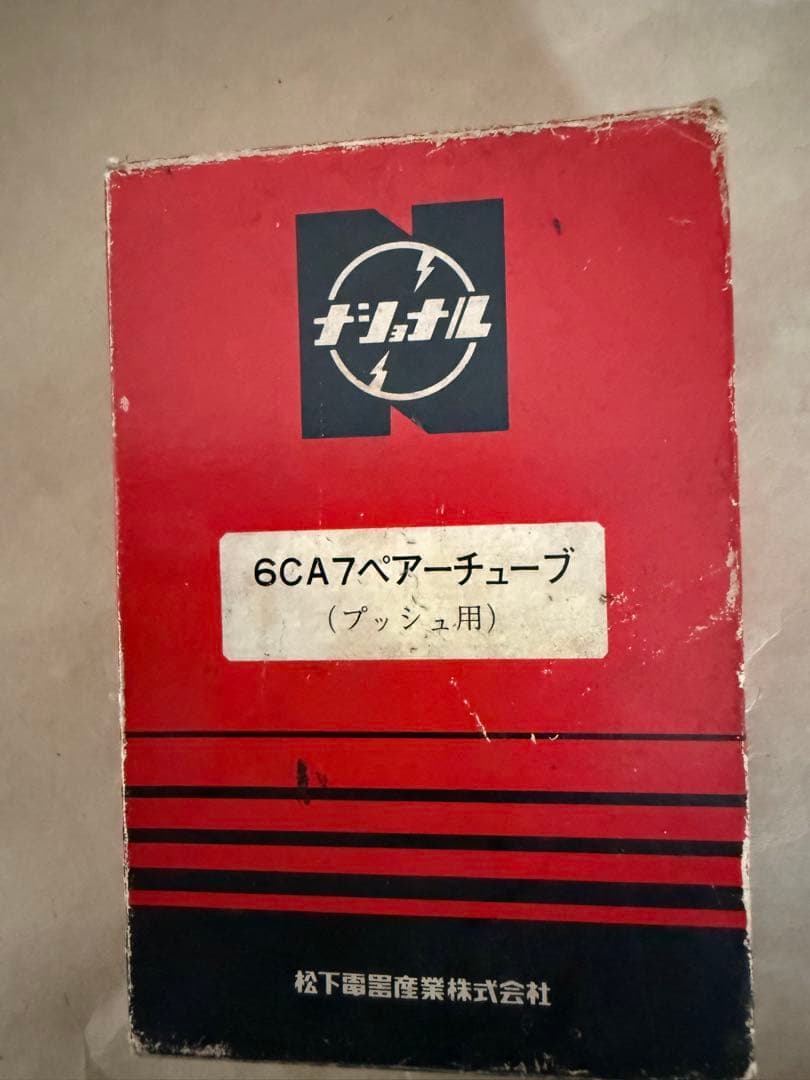 ナショナル
6CA7ペアーチューブ
(プッシュ用)
松下電器産業株式会社